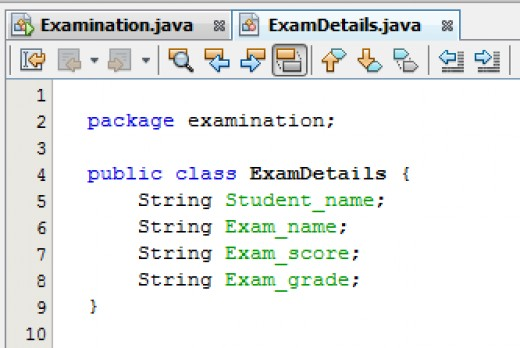 Examination.java ExamDetails.java
1
2 package examination;
3
4 public class ExamDetails {
5 String Student_name;
6 String Exam_name;
7 String Exam_score;
8 String Exam_grade;
9 }
10